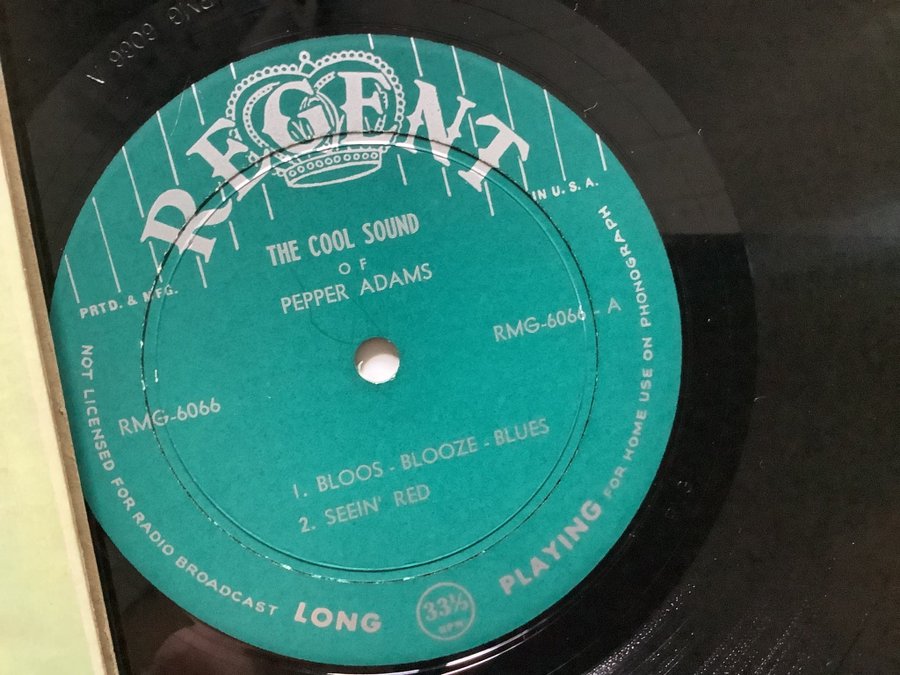 REGENT
PRTD. & MFG.
IN U. S. A.
THE COOL SOUND
OF
PEPPER ADAMS
RMG-6066 - A
RMG-6066
1. BLOOS - BLOOZE - BLUES
2. SEEIN' RED
NOT LICENSED FOR RADIO BROADCAST
LONG
33⅓
RPM
PLAYING
FOR HOME USE ON PHONOGRAPH